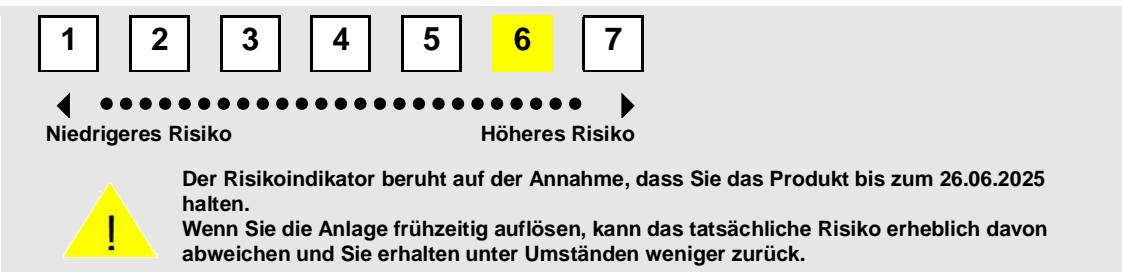 1 2 3 4 5 6 7
Niedrigeres Risiko Höheres Risiko
Der Risikoindikator beruht auf der Annahme, dass Sie das Produkt bis zum 26.06.2025
halten.
Wenn Sie die Anlage frühzeitig auflösen, kann das tatsächliche Risiko erheblich davon
abweichen und Sie erhalten unter Umständen weniger zurück.
!